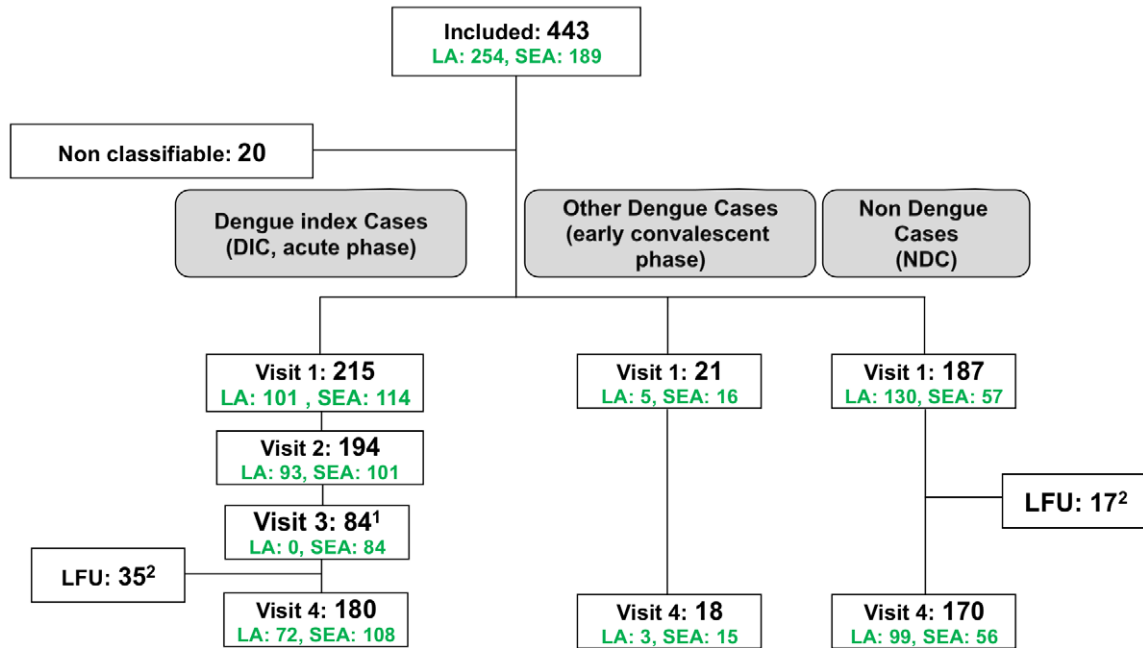 Included: 443
LA: 254, SEA: 189
Non classifiable: 20
Dengue index Cases
(DIC, acute phase)
Other Dengue Cases
(early convalescent
phase)
Non Dengue
Cases
(NDC)
Visit 1: 215
LA: 101 , SEA: 114
Visit 1: 21
LA: 5, SEA: 16
Visit 1: 187
LA: 130, SEA: 57
Visit 2: 194
LA: 93, SEA: 101
LFU: 17²
Visit 3: 84¹
LA: 0, SEA: 84
LFU: 35²
Visit 4: 180
LA: 72, SEA: 108
Visit 4: 18
LA: 3, SEA: 15
Visit 4: 170
LA: 99, SEA: 56